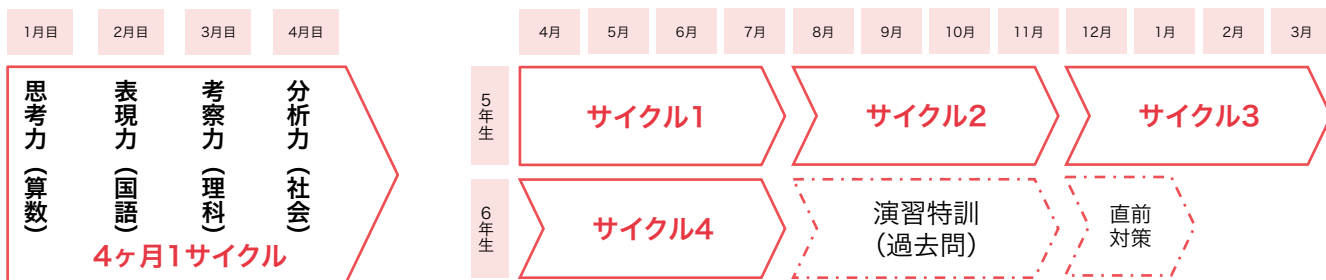 1月目
2月目
3月目
4月目
思考力（算数）
表現力（国語）
考察力（理科）
分析力（社会）
4ヶ月1サイクル
4月
5月
6月
7月
8月
9月
10月
11月
12月
1月
2月
3月
5年生
サイクル1
サイクル2
サイクル3
6年生
サイクル4
演習特訓
（過去問）
直前
対策